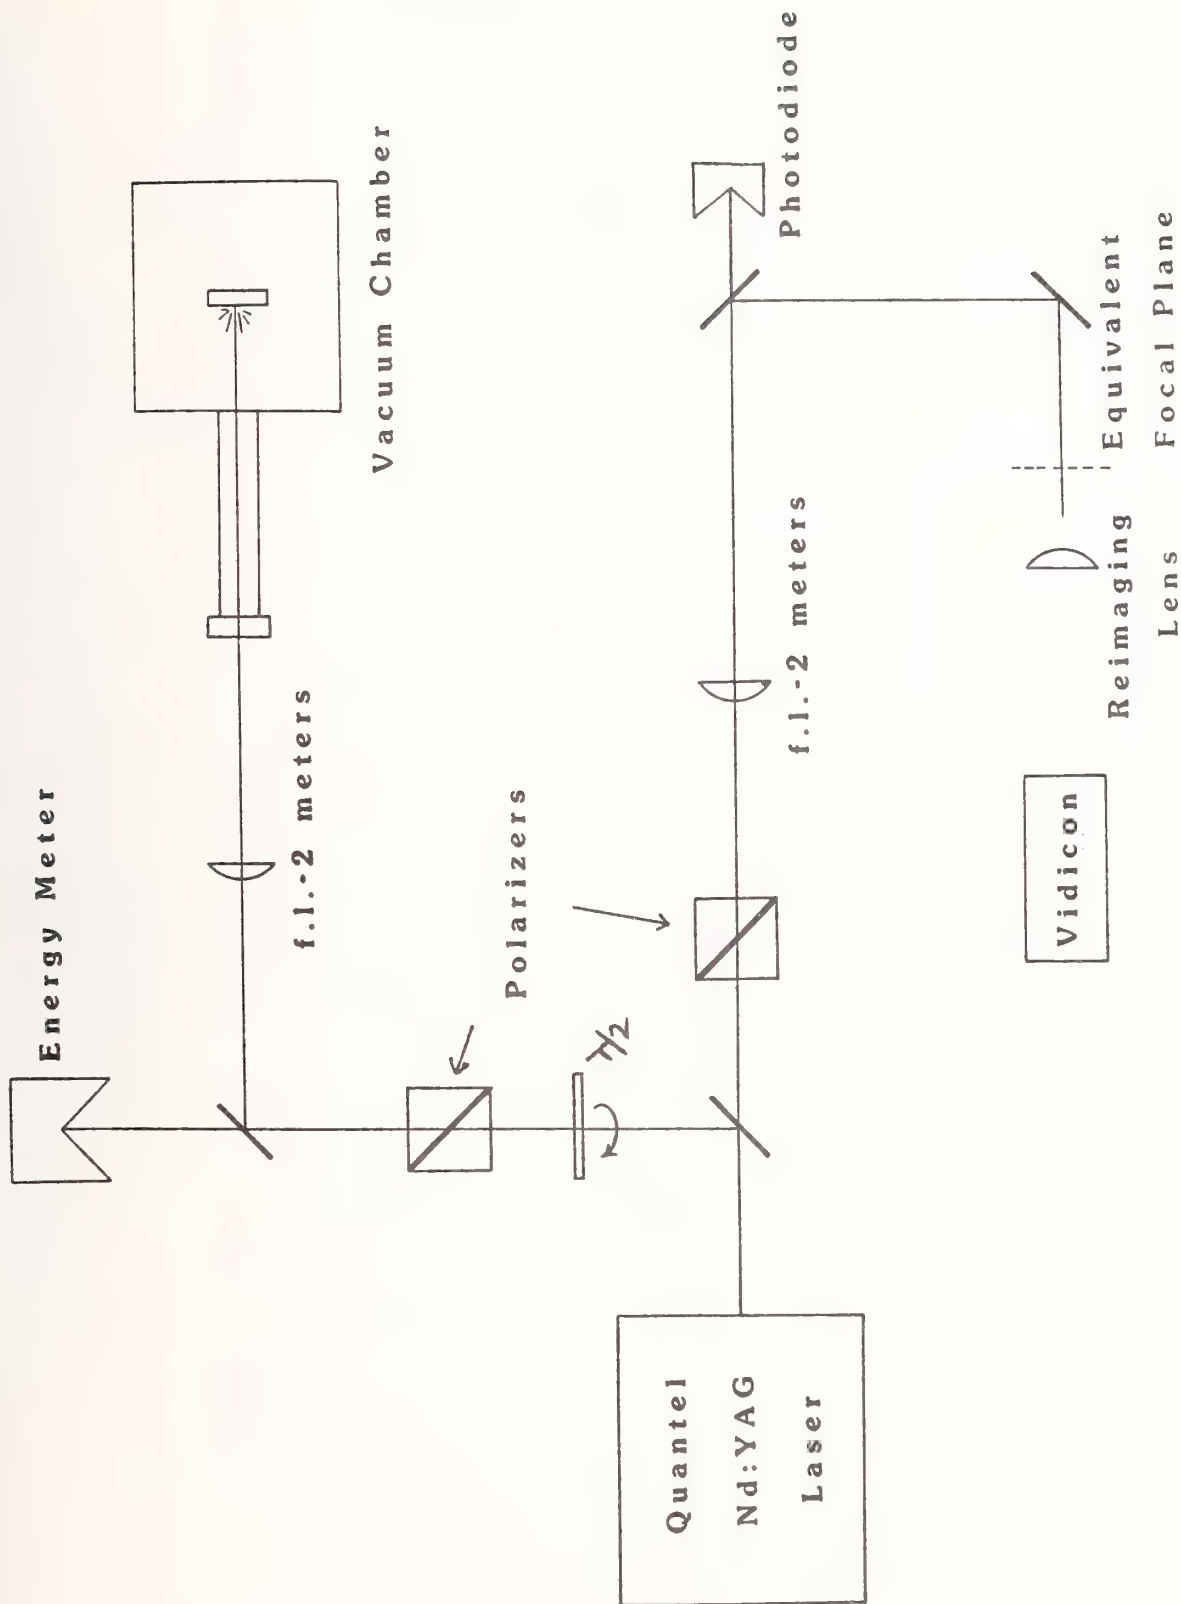 Energy Meter
f.l.-2 meters
Vacuum Chamber
Polarizers
λ/2
Quantel
Nd:YAG
Laser
f.l.-2 meters
Photodiode
Vidicon
Reimaging
Lens
Equivalent
Focal Plane